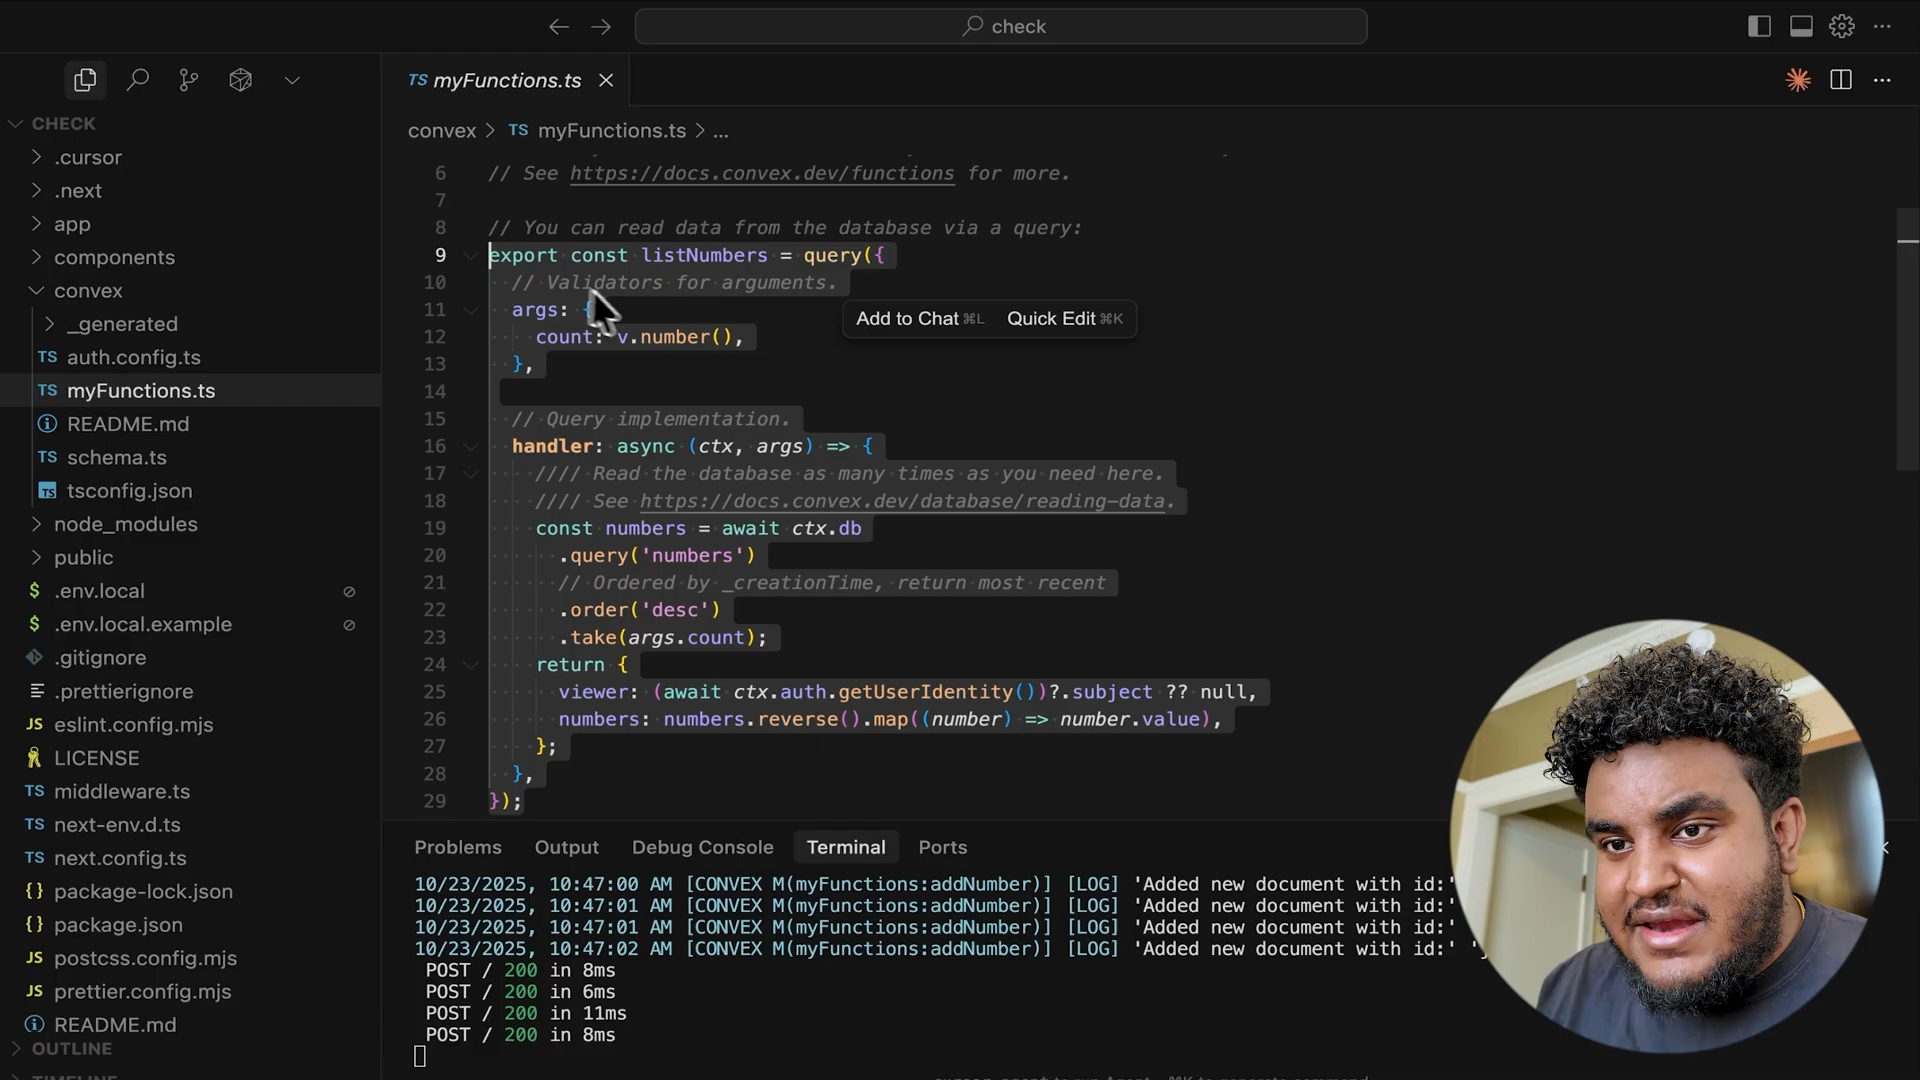 check
TS myFunctions.ts
CHECK
.cursor
.next
app
components
convex
_generated
TS auth.config.ts
TS myFunctions.ts
README.md
TS schema.ts
TS tsconfig.json
node_modules
public
$ .env.local
$ .env.local.example
.gitignore
.prettierignore
JS eslint.config.mjs
LICENSE
TS middleware.ts
TS next-env.d.ts
TS next.config.ts
{} package-lock.json
{} package.json
JS postcss.config.mjs
JS prettier.config.mjs
README.md
OUTLINE
TIMELINE
convex > TS myFunctions.ts > ...
6 // See https://docs.convex.dev/functions for more.
7
8 // You can read data from the database via a query:
9 export const listNumbers = query({
10 // Validators for arguments.
11 args: {
12 count: v.number(),
13 },
14
15 // Query implementation.
16 handler: async (ctx, args) => {
17 //// Read the database as many times as you need here.
18 //// See https://docs.convex.dev/database/reading-data.
19 const numbers = await ctx.db
20 .query('numbers')
21 // Ordered by _creationTime, return most recent
22 .order('desc')
23 .take(args.count);
24 return {
25 viewer: (await ctx.auth.getUserIdentity())?.subject ?? null,
26 numbers: numbers.reverse().map((number) => number.value),
27 };
28 },
29 });
Add to Chat ⌘L Quick Edit ⌘K
Problems Output Debug Console Terminal Ports
10/23/2025, 10:47:00 AM [CONVEX M(myFunctions:addNumber)] [LOG] 'Added new document with id:'
10/23/2025, 10:47:01 AM [CONVEX M(myFunctions:addNumber)] [LOG] 'Added new document with id:'
10/23/2025, 10:47:01 AM [CONVEX M(myFunctions:addNumber)] [LOG] 'Added new document with id:'
10/23/2025, 10:47:02 AM [CONVEX M(myFunctions:addNumber)] [LOG] 'Added new document with id:'
POST / 200 in 8ms
POST / 200 in 6ms
POST / 200 in 11ms
POST / 200 in 8ms